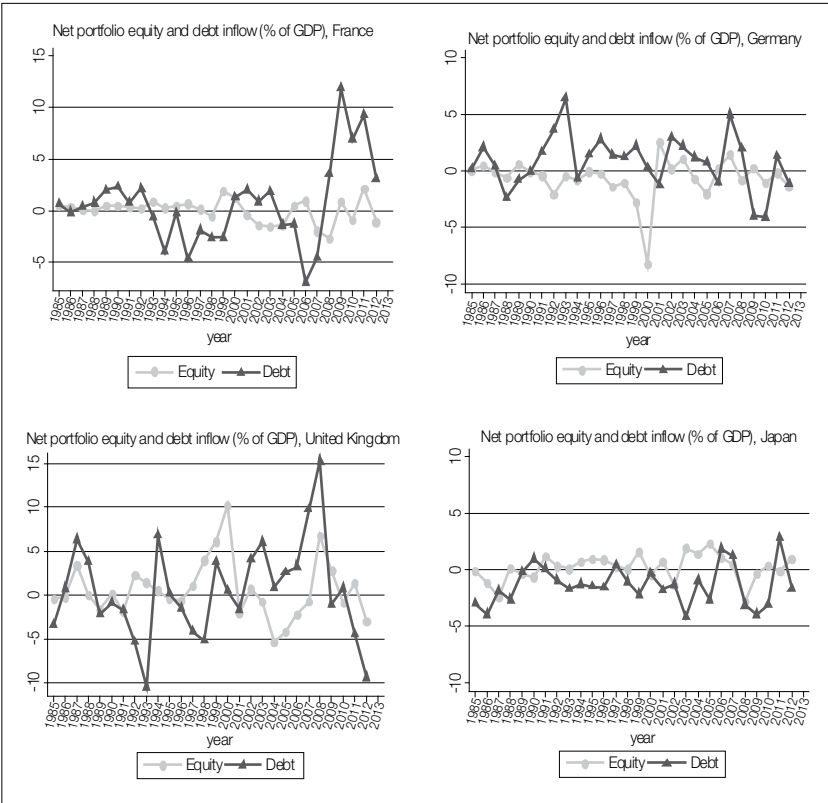 Net portfolio equity and debt inflow (% of GDP), France
15
10
5
0
-5
1985 1986 1987 1988 1989 1990 1991 1992 1993 1994 1995 1996 1997 1998 1999 2000 2001 2002 2003 2004 2005 2006 2007 2008 2009 2010 2011 2012 2013
year
Equity Debt
Net portfolio equity and debt inflow (% of GDP), Germany
10
5
0
-5
-10
1985 1986 1987 1988 1989 1990 1991 1992 1993 1994 1995 1996 1997 1998 1999 2000 2001 2002 2003 2004 2005 2006 2007 2008 2009 2010 2011 2012 2013
year
Equity Debt
Net portfolio equity and debt inflow (% of GDP), United Kingdom
15
10
5
0
-5
-10
1985 1986 1987 1988 1989 1990 1991 1992 1993 1994 1995 1996 1997 1998 1999 2000 2001 2002 2003 2004 2005 2006 2007 2008 2009 2010 2011 2012 2013
year
Equity Debt
Net portfolio equity and debt inflow (% of GDP), Japan
10
5
0
-5
-10
1985 1986 1987 1988 1989 1990 1991 1992 1993 1994 1995 1996 1997 1998 1999 2000 2001 2002 2003 2004 2005 2006 2007 2008 2009 2010 2011 2012 2013
year
Equity Debt